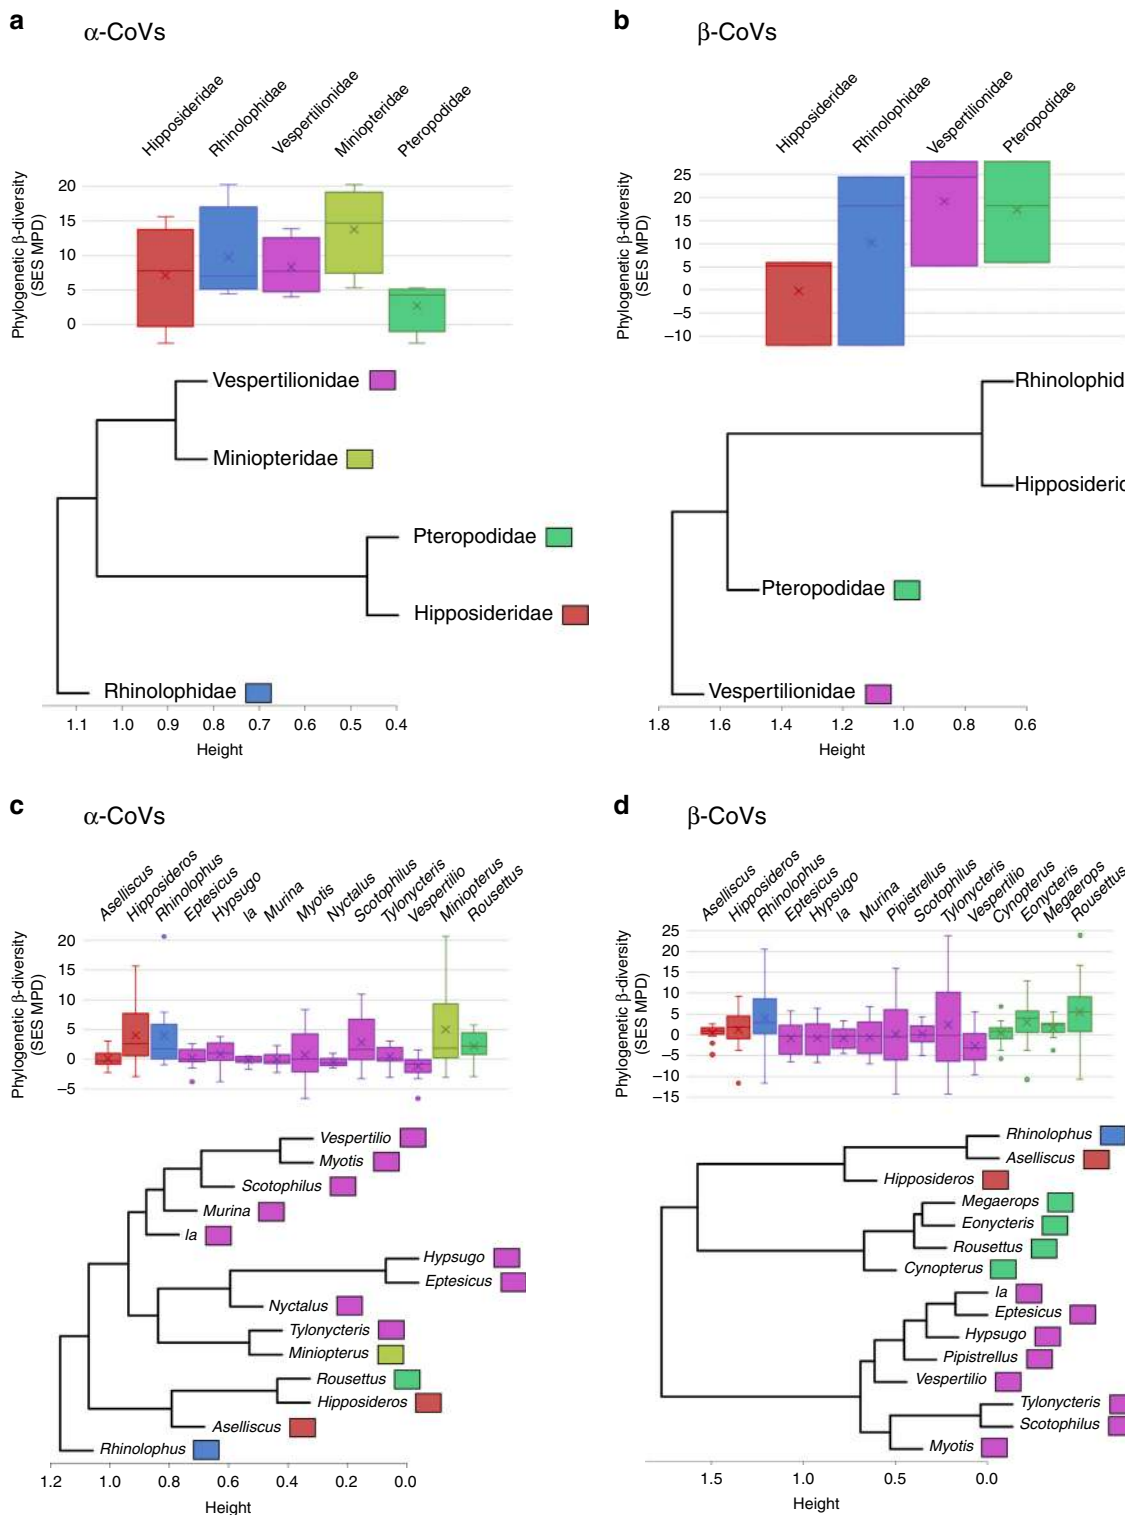 a
α-CoVs
Hipposideridae
Rhinolophidae
Vespertilionidae
Miniopteridae
Pteropodidae
Phylogenetic β-diversity
(SES MPD)
20
15
10
5
0
Vespertilionidae
Miniopteridae
Pteropodidae
Hipposideridae
Rhinolophidae
1.1 1.0 0.9 0.8 0.7 0.6 0.5 0.4
Height
b
β-CoVs
Hipposideridae
Rhinolophidae
Vespertilionidae
Pteropodidae
Phylogenetic β-diversity
(SES MPD)
25
20
15
10
5
0
−5
−10
Rhinolophid
Hipposiderid
Pteropodidae
Vespertilionidae
1.8 1.6 1.2 1.2 1.0 0.8 0.6
Height
c
α-CoVs
Aselliscus
Hipposideros
Rhinolophus
Eptesicus
Hypsugo
Ia
Murina
Myotis
Nyctalus
Scotophilus
Tylonycteris
Vespertilio
Miniopterus
Rousettus
Phylogenetic β-diversity
(SES MPD)
20
15
10
5
0
−5
Vespertilio
Myotis
Scotophilus
Murina
Ia
Hypsugo
Eptesicus
Nyctalus
Tylonycteris
Miniopterus
Rousettus
Hipposideros
Aselliscus
Rhinolophus
1.2 1.0 0.8 0.6 0.4 0.2 0.0
Height
d
β-CoVs
Aselliscus
Hipposideros
Rhinolophus
Eptesicus
Hypsugo
Ia
Murina
Pipistrellus
Scotophilus
Tylonycteris
Vespertilio
Cynopterus
Eonycteris
Megaerops
Rousettus
Phylogenetic β-diversity
(SES MPD)
25
20
15
10
5
0
−5
−10
−15
Rhinolophus
Aselliscus
Hipposideros
Megaerops
Eonycteris
Rousettus
Cynopterus
Ia
Eptesicus
Hypsugo
Pipistrellus
Vespertilio
Tylonycteris
Scotophilus
Myotis
1.5 1.0 0.5 0.0
Height